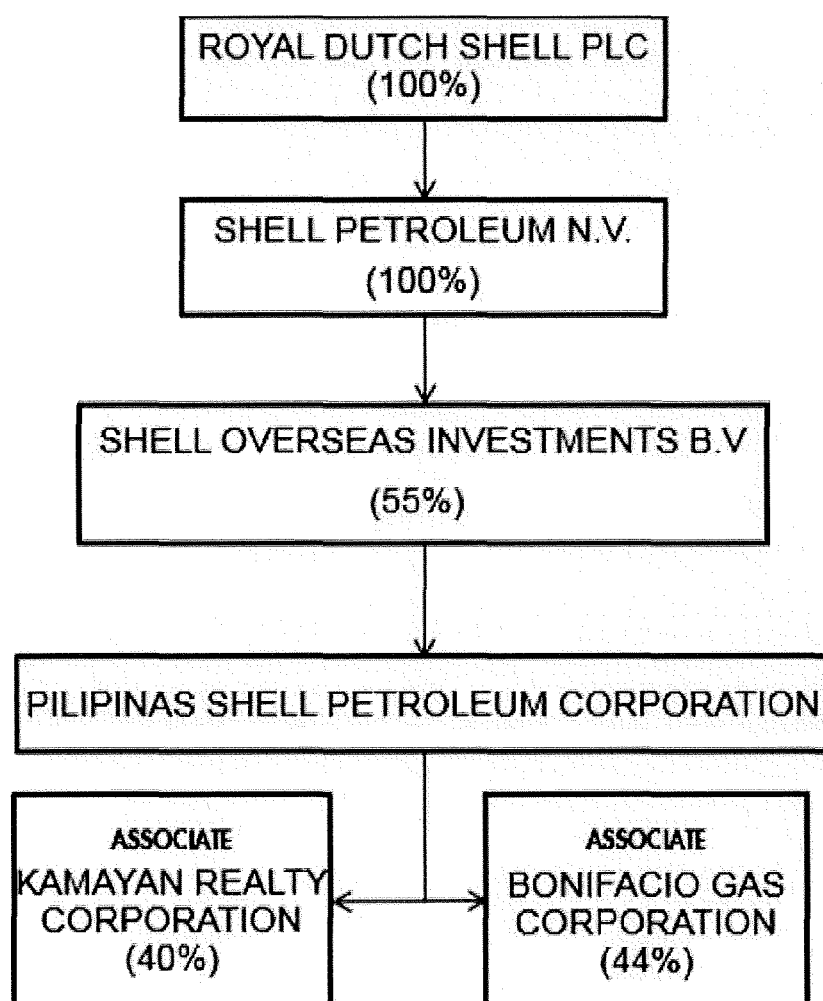 ROYAL DUTCH SHELL PLC
(100%)
SHELL PETROLEUM N.V.
(100%)
SHELL OVERSEAS INVESTMENTS B.V
(55%)
PILIPINAS SHELL PETROLEUM CORPORATION
ASSOCIATE
KAMAYAN REALTY
CORPORATION
(40%)
ASSOCIATE
BONIFACIO GAS
CORPORATION
(44%)